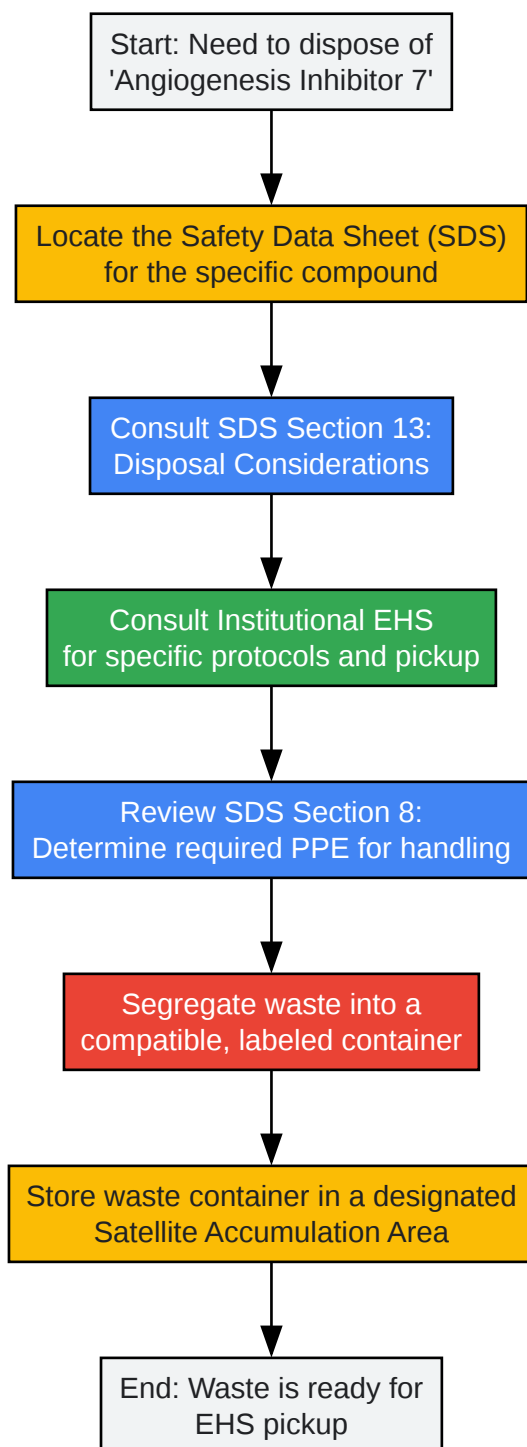 Start: Need to dispose of
'Angiogenesis Inhibitor 7'
Locate the Safety Data Sheet (SDS)
for the specific compound
Consult SDS Section 13:
Disposal Considerations
Consult Institutional EHS
for specific protocols and pickup
Review SDS Section 8:
Determine required PPE for handling
Segregate waste into a
compatible, labeled container
Store waste container in a designated
Satellite Accumulation Area
End: Waste is ready for
EHS pickup